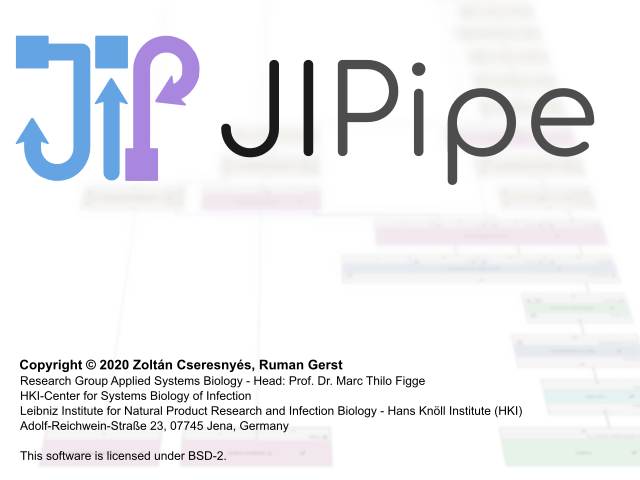 JIPipe
Copyright © 2020 Zoltán Cseresnyés, Ruman Gerst
Research Group Applied Systems Biology - Head: Prof. Dr. Marc Thilo Figge
HKI-Center for Systems Biology of Infection
Leibniz Institute for Natural Product Research and Infection Biology - Hans Knöll Institute (HKI)
Adolf-Reichwein-Straße 23, 07745 Jena, Germany
This software is licensed under BSD-2.